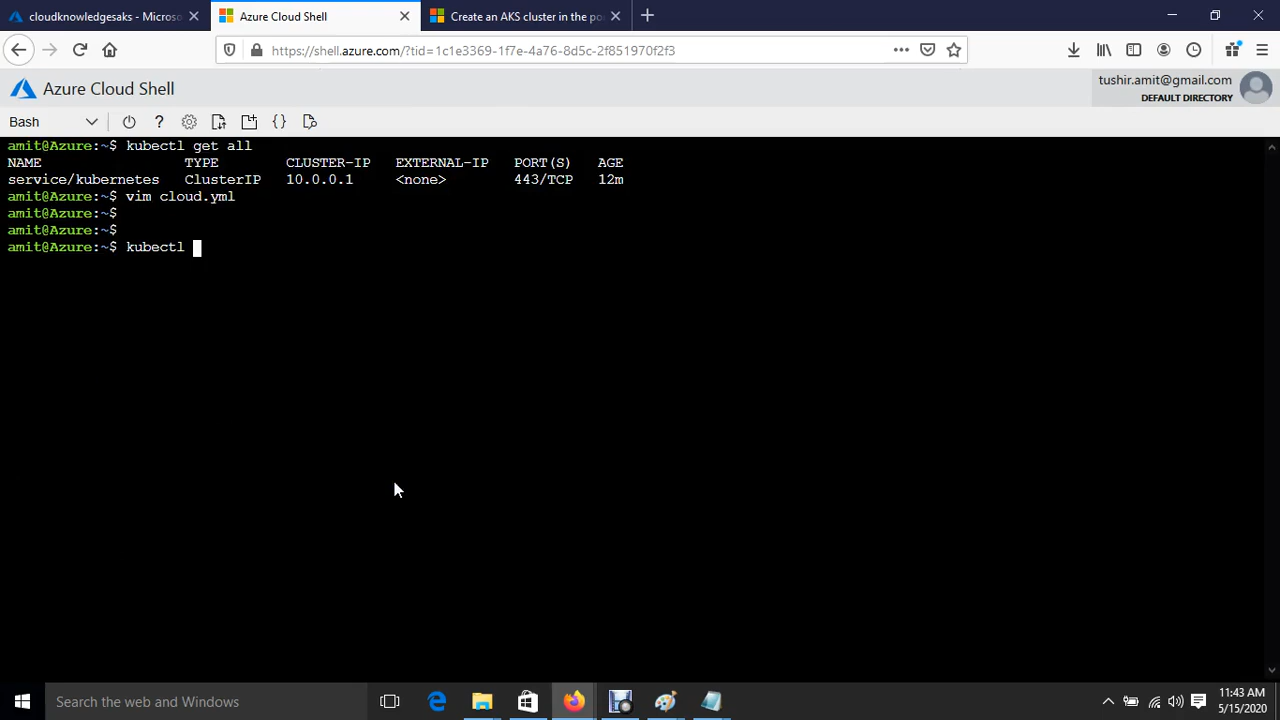 cloudknowledgesaks - Microso
Azure Cloud Shell
Create an AKS cluster in the po
https://shell.azure.com/?tid=1c1e3369-1f7e-4a76-8d5c-2f851970f2f3
Azure Cloud Shell
tushir.amit@gmail.com
DEFAULT DIRECTORY
Bash
amit@Azure:~$ kubectl get all
NAME TYPE CLUSTER-IP EXTERNAL-IP PORT(S) AGE
service/kubernetes ClusterIP 10.0.0.1 <none> 443/TCP 12m
amit@Azure:~$ vim cloud.yml
amit@Azure:~$
amit@Azure:~$
amit@Azure:~$ kubectl
Search the web and Windows
11:43 AM
5/15/2020